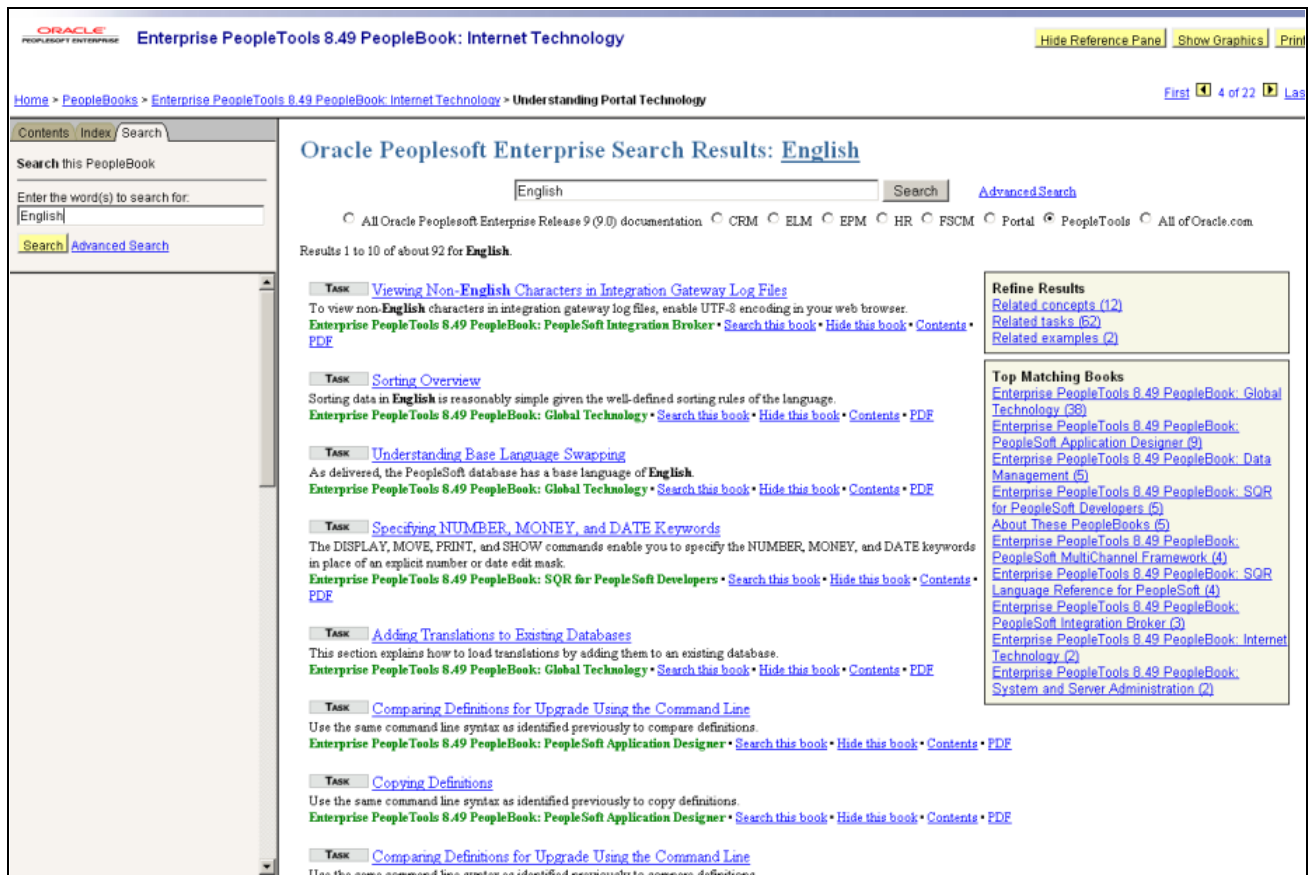 ORACLE
PEOPLESOFT ENTERPRISE
Enterprise PeopleTools 8.49 PeopleBook: Internet Technology
Hide Reference Pane Show Graphics Print
Home > PeopleBooks > Enterprise PeopleTools 8.49 PeopleBook: Internet Technology > Understanding Portal Technology
First 4 of 22 Las
Contents Index Search
Search this PeopleBook
Enter the word(s) to search for:
English
Search Advanced Search
Oracle Peoplesoft Enterprise Search Results: English
English Search Advanced Search
All Oracle Peoplesoft Enterprise Release 9 (9.0) documentation CRM ELM EPM HR FSCM Portal PeopleTools All of Oracle.com
Results 1 to 10 of about 92 for English.
TASK Viewing Non-English Characters in Integration Gateway Log Files
To view non-English characters in integration gateway log files, enable UTF-8 encoding in your web browser.
Enterprise PeopleTools 8.49 PeopleBook: PeopleSoft Integration Broker • Search this book • Hide this book • Contents •
PDF
TASK Sorting Overview
Sorting data in English is reasonably simple given the well-defined sorting rules of the language.
Enterprise PeopleTools 8.49 PeopleBook: Global Technology • Search this book • Hide this book • Contents • PDF
TASK Understanding Base Language Swapping
As delivered, the PeopleSoft database has a base language of English.
Enterprise PeopleTools 8.49 PeopleBook: Global Technology • Search this book • Hide this book • Contents • PDF
TASK Specifying NUMBER, MONEY, and DATE Keywords
The DISPLAY, MOVE, PRINT, and SHOW commands enable you to specify the NUMBER, MONEY, and DATE keywords
in place of an explicit number or date edit mask.
Enterprise PeopleTools 8.49 PeopleBook: SQR for PeopleSoft Developers • Search this book • Hide this book • Contents •
PDF
TASK Adding Translations to Existing Databases
This section explains how to load translations by adding them to an existing database.
Enterprise PeopleTools 8.49 PeopleBook: Global Technology • Search this book • Hide this book • Contents • PDF
TASK Comparing Definitions for Upgrade Using the Command Line
Use the same command line syntax as identified previously to compare definitions.
Enterprise PeopleTools 8.49 PeopleBook: PeopleSoft Application Designer • Search this book • Hide this book • Contents • PDF
TASK Copying Definitions
Use the same command line syntax as identified previously to copy definitions.
Enterprise PeopleTools 8.49 PeopleBook: PeopleSoft Application Designer • Search this book • Hide this book • Contents • PDF
TASK Comparing Definitions for Upgrade Using the Command Line
Use the same command line syntax as identified previously to compare definitions.
Refine Results
Related concepts (12)
Related tasks (62)
Related examples (2)
Top Matching Books
Enterprise PeopleTools 8.49 PeopleBook: Global
Technology (38)
Enterprise PeopleTools 8.49 PeopleBook:
PeopleSoft Application Designer (9)
Enterprise PeopleTools 8.49 PeopleBook: Data
Management (5)
Enterprise PeopleTools 8.49 PeopleBook: SQR
for PeopleSoft Developers (5)
About These PeopleBooks (5)
Enterprise PeopleTools 8.49 PeopleBook:
PeopleSoft MultiChannel Framework (4)
Enterprise PeopleTools 8.49 PeopleBook: SQR
Language Reference for PeopleSoft (4)
Enterprise PeopleTools 8.49 PeopleBook:
PeopleSoft Integration Broker (3)
Enterprise PeopleTools 8.49 PeopleBook: Internet
Technology (2)
Enterprise PeopleTools 8.49 PeopleBook:
System and Server Administration (2)